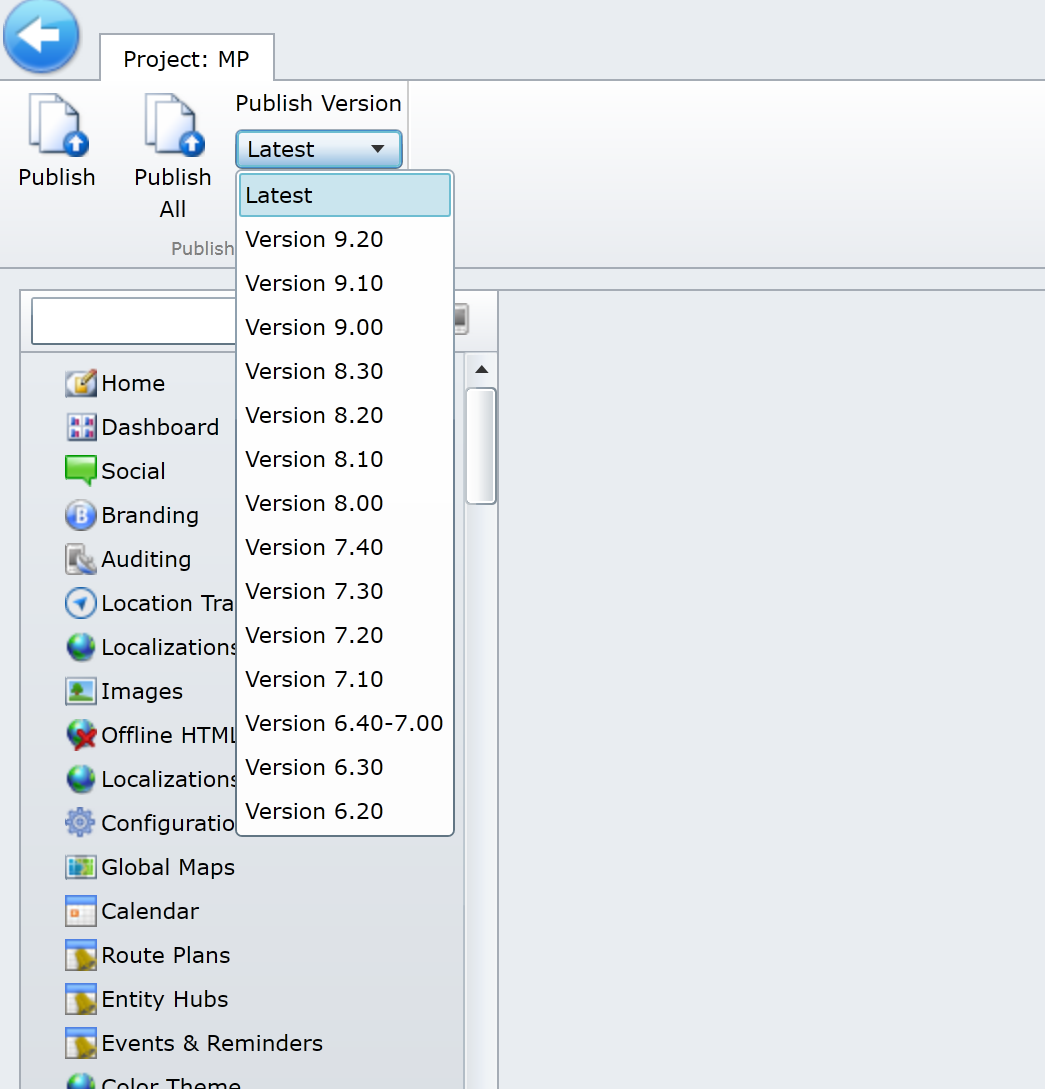 Project: MP
Publish
Publish
All
Publish Version
Latest
Publish
Latest
Version 9.20
Version 9.10
Version 9.00
Version 8.30
Version 8.20
Version 8.10
Version 8.00
Version 7.40
Version 7.30
Version 7.20
Version 7.10
Version 6.40-7.00
Version 6.30
Version 6.20
Home
Dashboard
Social
Branding
Auditing
Location Tra
Localizations
Images
Offline HTML
Localizations
Configuratio
Global Maps
Calendar
Route Plans
Entity Hubs
Events & Reminders
Color Theme